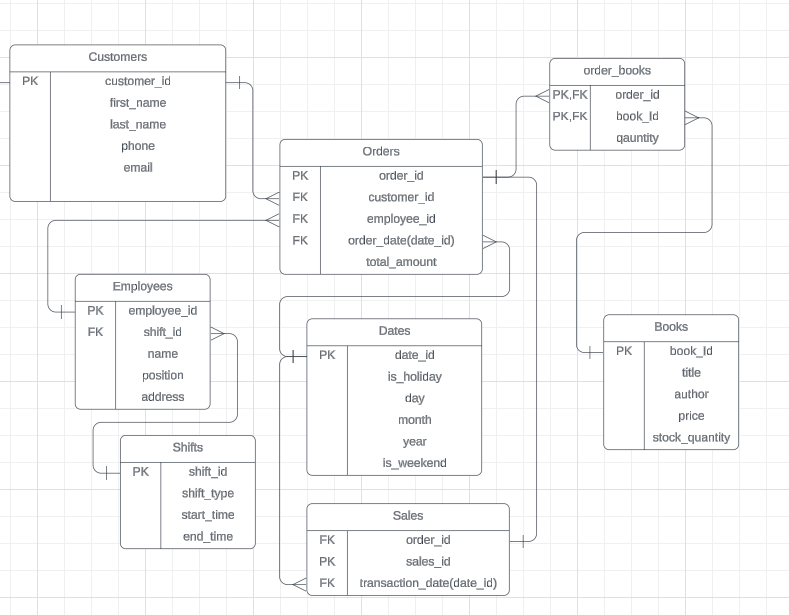 Customers
PK customer_id
first_name
last_name
phone
email
order_books
PK,FK order_id
PK,FK book_Id
qauntity
Orders
PK order_id
FK customer_id
FK employee_id
FK order_date(date_id)
total_amount
Employees
PK employee_id
FK shift_id
name
position
address
Dates
PK date_id
is_holiday
day
month
year
is_weekend
Books
PK book_Id
title
author
price
stock_quantity
Shifts
PK shift_id
shift_type
start_time
end_time
Sales
FK order_id
PK sales_id
FK transaction_date(date_id)